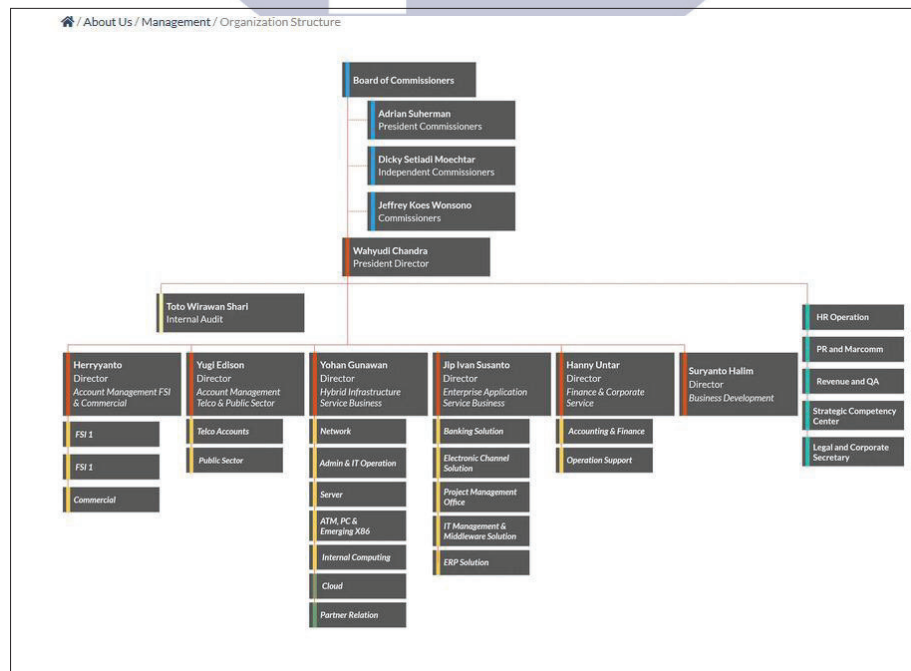 / About Us / Management / Organization Structure
Board of Commissioners
Adrian Suherman
President Commissioners
Dicky Setiadi Moechtar
Independent Commissioners
Jeffrey Koes Wonsono
Commissioners
Wahyudi Chandra
President Director
Toto Wirawan Shari
Internal Audit
HR Operation
PR and Marcomm
Revenue and QA
Strategic Competency
Center
Legal and Corporate
Secretary
Herryyanto
Director
Account Management FSI
& Commercial
FSI 1
FSI 1
Commercial
Yugi Edison
Director
Account Management
Telco & Public Sector
Telco Accounts
Public Sector
Yohan Gunawan
Director
Hybrid Infrastructure
Service Business
Network
Admin & IT Operation
Server
ATM, PC &
Emerging X86
Internal Computing
Cloud
Partner Relation
Jip Ivan Susanto
Director
Enterprise Application
Service Business
Banking Solution
Electronic Channel
Solution
Project Management
Office
IT Management &
Middleware Solution
ERP Solution
Hanny Untar
Director
Finance & Corporate
Service
Accounting & Finance
Operation Support
Suryanto Halim
Director
Business Development